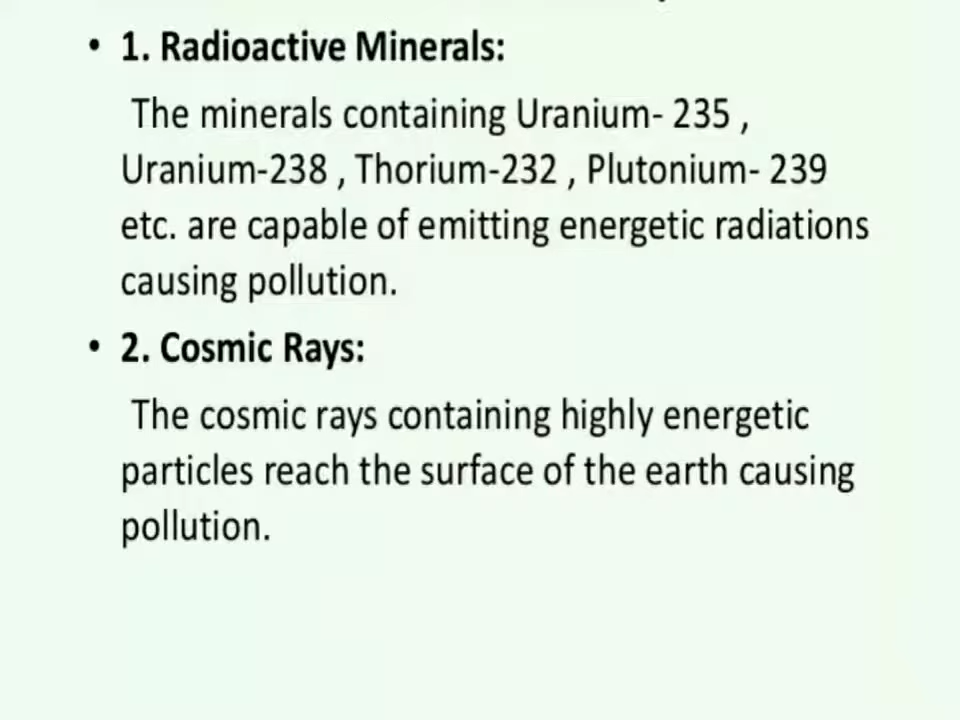 • 1. Radioactive Minerals:
The minerals containing Uranium- 235 ,
Uranium-238 , Thorium-232 , Plutonium- 239
etc. are capable of emitting energetic radiations
causing pollution.
• 2. Cosmic Rays:
The cosmic rays containing highly energetic
particles reach the surface of the earth causing
pollution.